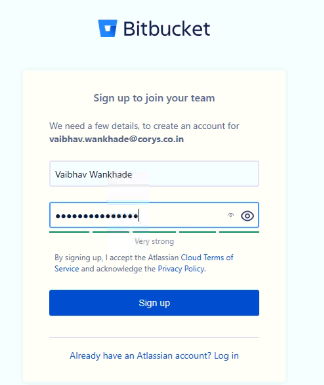 Bitbucket
Sign up to join your team
We need a few details, to create an account for
vaibhav.wankhade@corys.co.in
Vaibhav Wankhade
••••••••••••••••
Very strong
By signing up, I accept the Atlassian Cloud Terms of
Service and acknowledge the Privacy Policy.
Sign up
Already have an Atlassian account? Log in